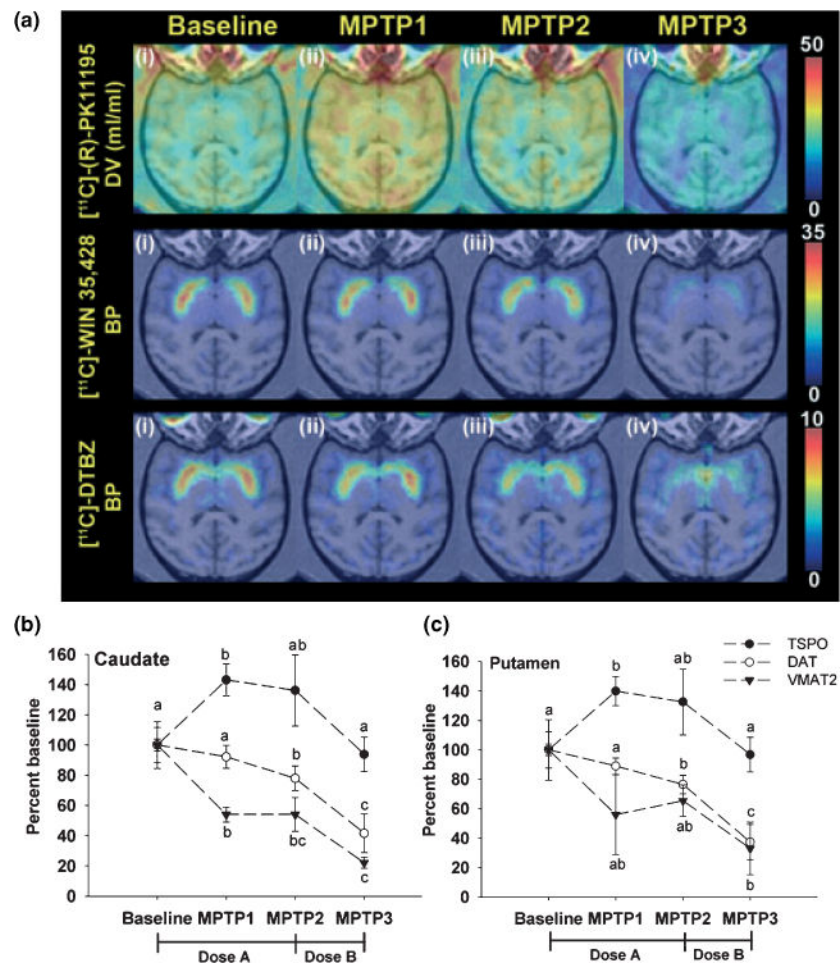 (a)
Baseline MPTP1 MPTP2 MPTP3
[¹¹C]-(R)-PK11195
DV (ml/ml)
(i) (ii) (iii) (iv)
50
0
[¹¹C]-WIN 35,428
BP
(i) (ii) (iii) (iv)
35
0
[¹¹C]-DTBZ
BP
(i) (ii) (iii) (iv)
10
0
(b)
Caudate
Percent baseline
160
140
120
100
80
60
40
20
0
a b ab a
a b c
b bc c
Baseline MPTP1 MPTP2 MPTP3
Dose A Dose B
(c)
Putamen
Percent baseline
160
140
120
100
80
60
40
20
0
a b ab a
a b c
ab ab b
Baseline MPTP1 MPTP2 MPTP3
Dose A Dose B
TSPO
DAT
VMAT2